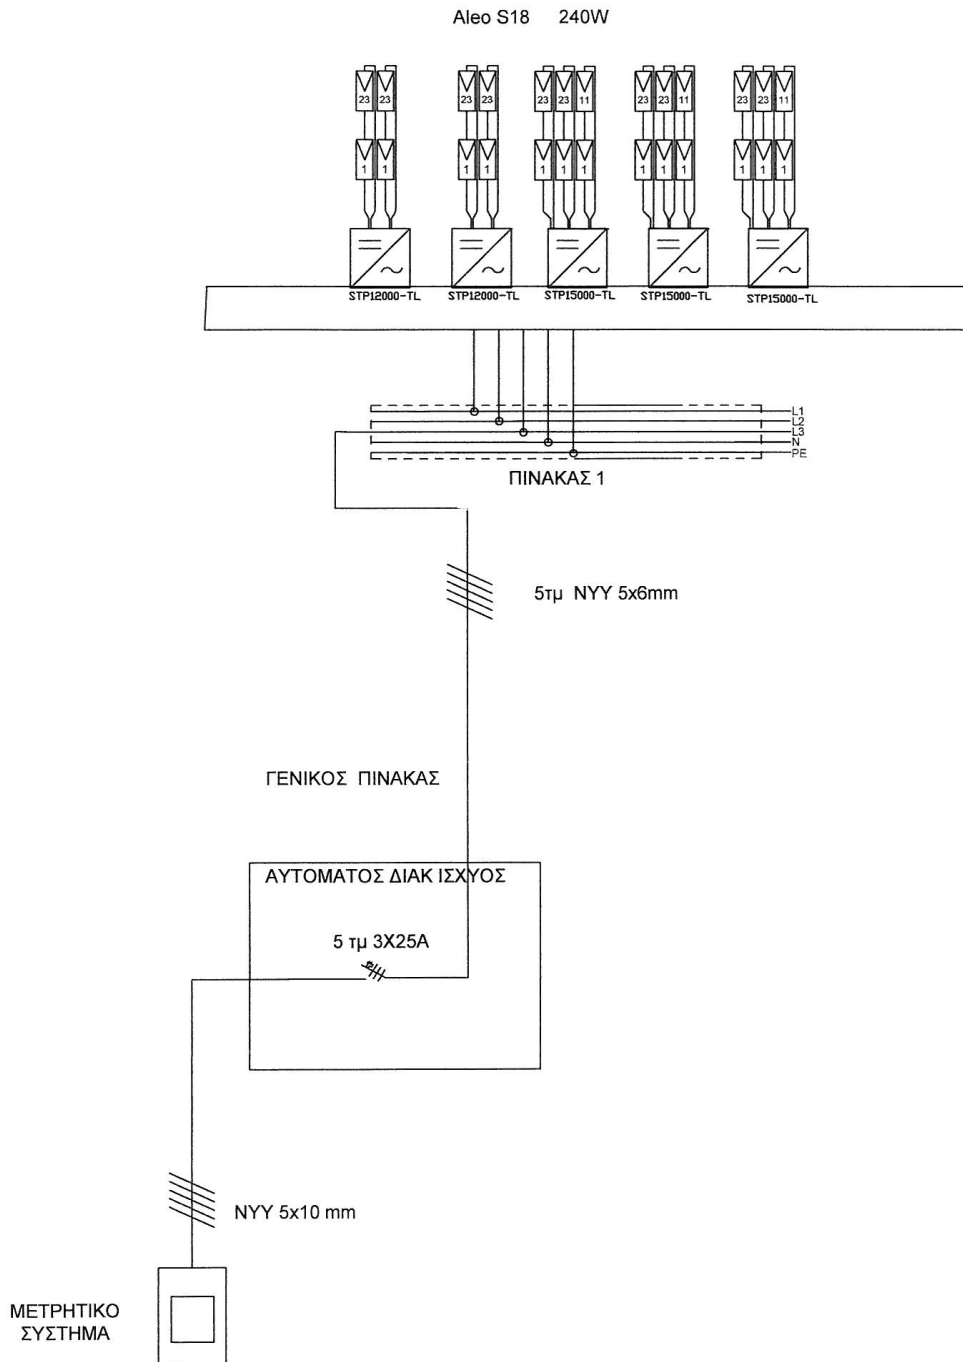 Aleo S18 240W
23 23 23 23 23 23 11 23 23 11 23 23 11
1 1 1 1 1 1 1 1 1 1 1 1 1
STP12000-TL STP12000-TL STP15000-TL STP15000-TL STP15000-TL
L1
L2
L3
N
PE
ΠΙΝΑΚΑΣ 1
5τμ NYY 5x6mm
ΓΕΝΙΚΟΣ ΠΙΝΑΚΑΣ
ΑΥΤΟΜΑΤΟΣ ΔΙΑΚ ΙΣΧΥΟΣ
5 τμ 3X25A
NYY 5x10 mm
ΜΕΤΡΗΤΙΚΟ
ΣΥΣΤΗΜΑ